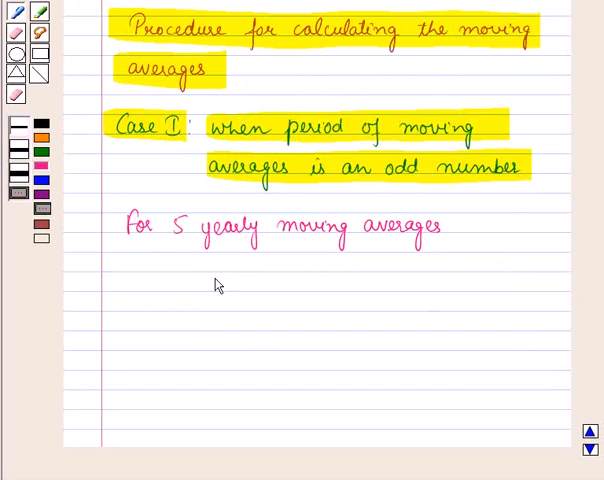 Procedure for calculating the moving
averages
Case I: when period of moving
averages is an odd number
For 5 yearly moving averages